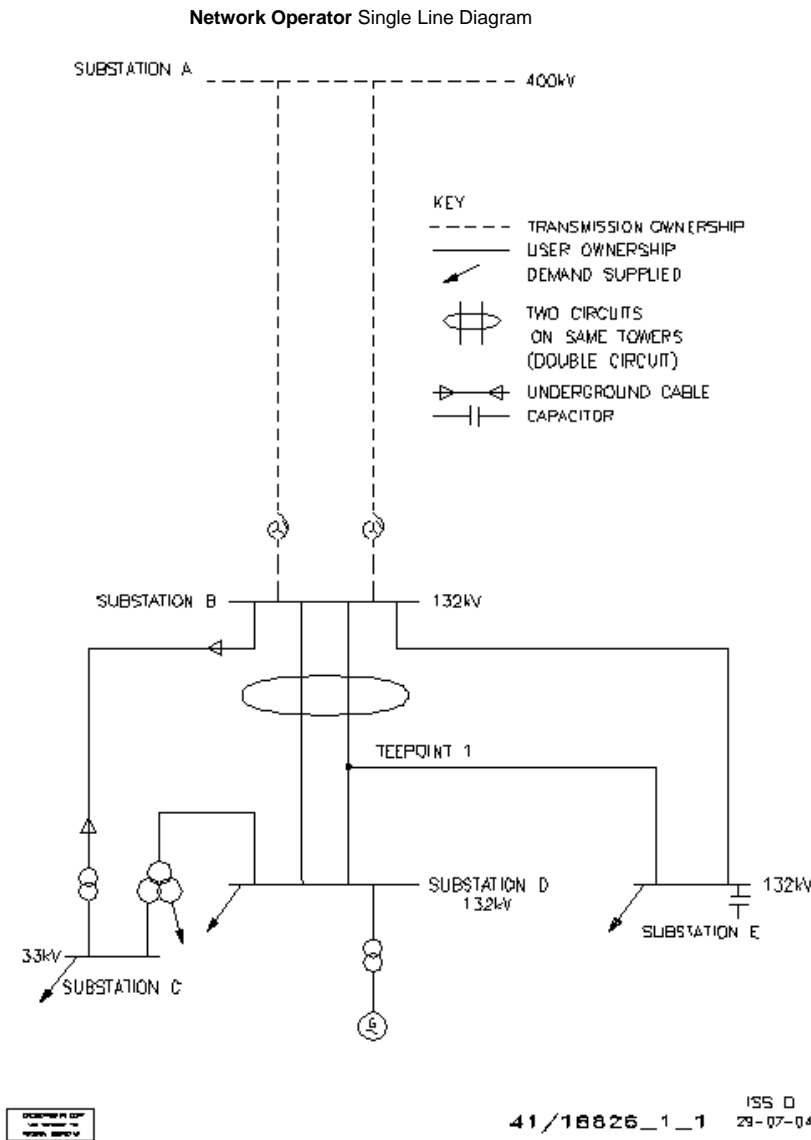 Network Operator Single Line Diagram
SUBSTATION A
400kV
KEY
TRANSMISSION OWNERSHIP
USER OWNERSHIP
DEMAND SUPPLIED
TWO CIRCUITS
ON SAME TOWERS
(DOUBLE CIRCUIT)
UNDERGROUND CABLE
CAPACITOR
SUBSTATION B
132kV
TEEPOINT 1
SUBSTATION D
132kV
132kV
SUBSTATION E
33kV
SUBSTATION C
G
41/18826_1_1
ISS D
29-07-04